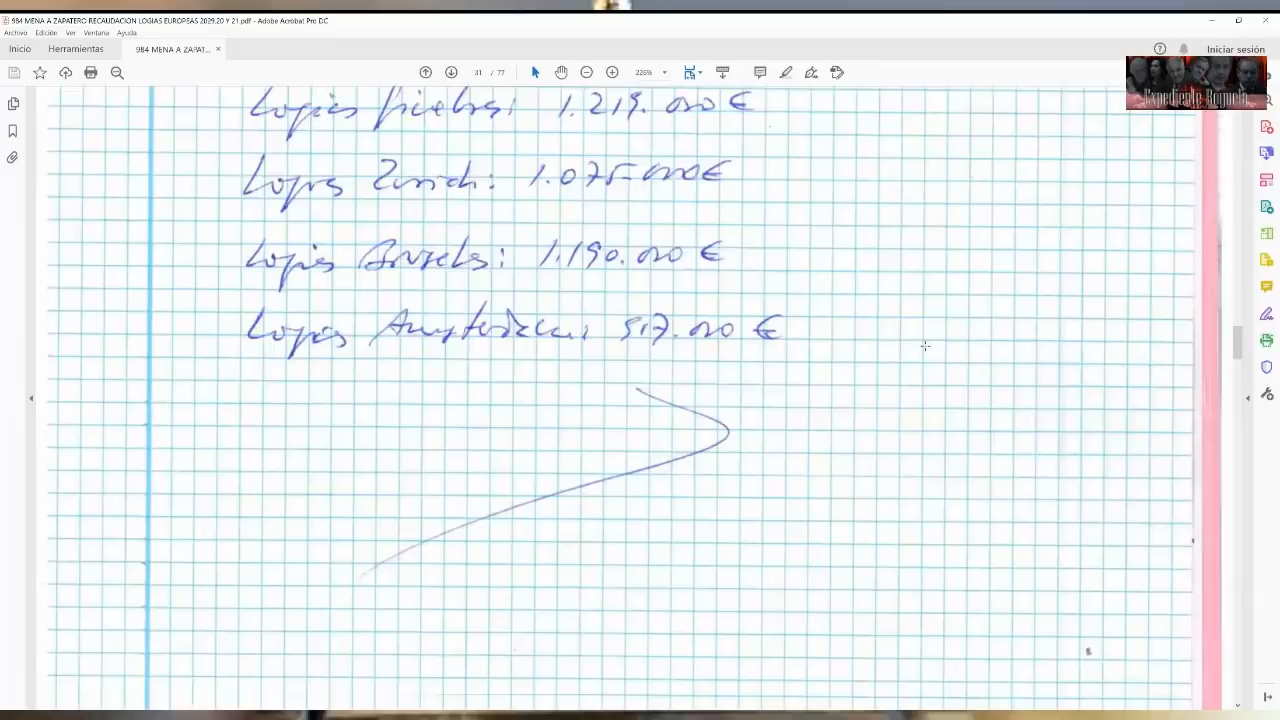 984 MENA A ZAPATERO RECAUDACION LOGIAS EUROPEAS 2029.20 Y 21.pdf - Adobe Acrobat Pro DC
Archivo Edición Ver Ventana Ayuda
Inicio Herramientas 984 MENA A ZAPAT... × Iniciar sesión
31 / 77 226%
Expediente Royuela
Logias : 1.219.000 €
Logias Zurich: 1.075.000 €
Logias Bruselas: 1.190.000 €
Logias Amsterdam: 517.000 €